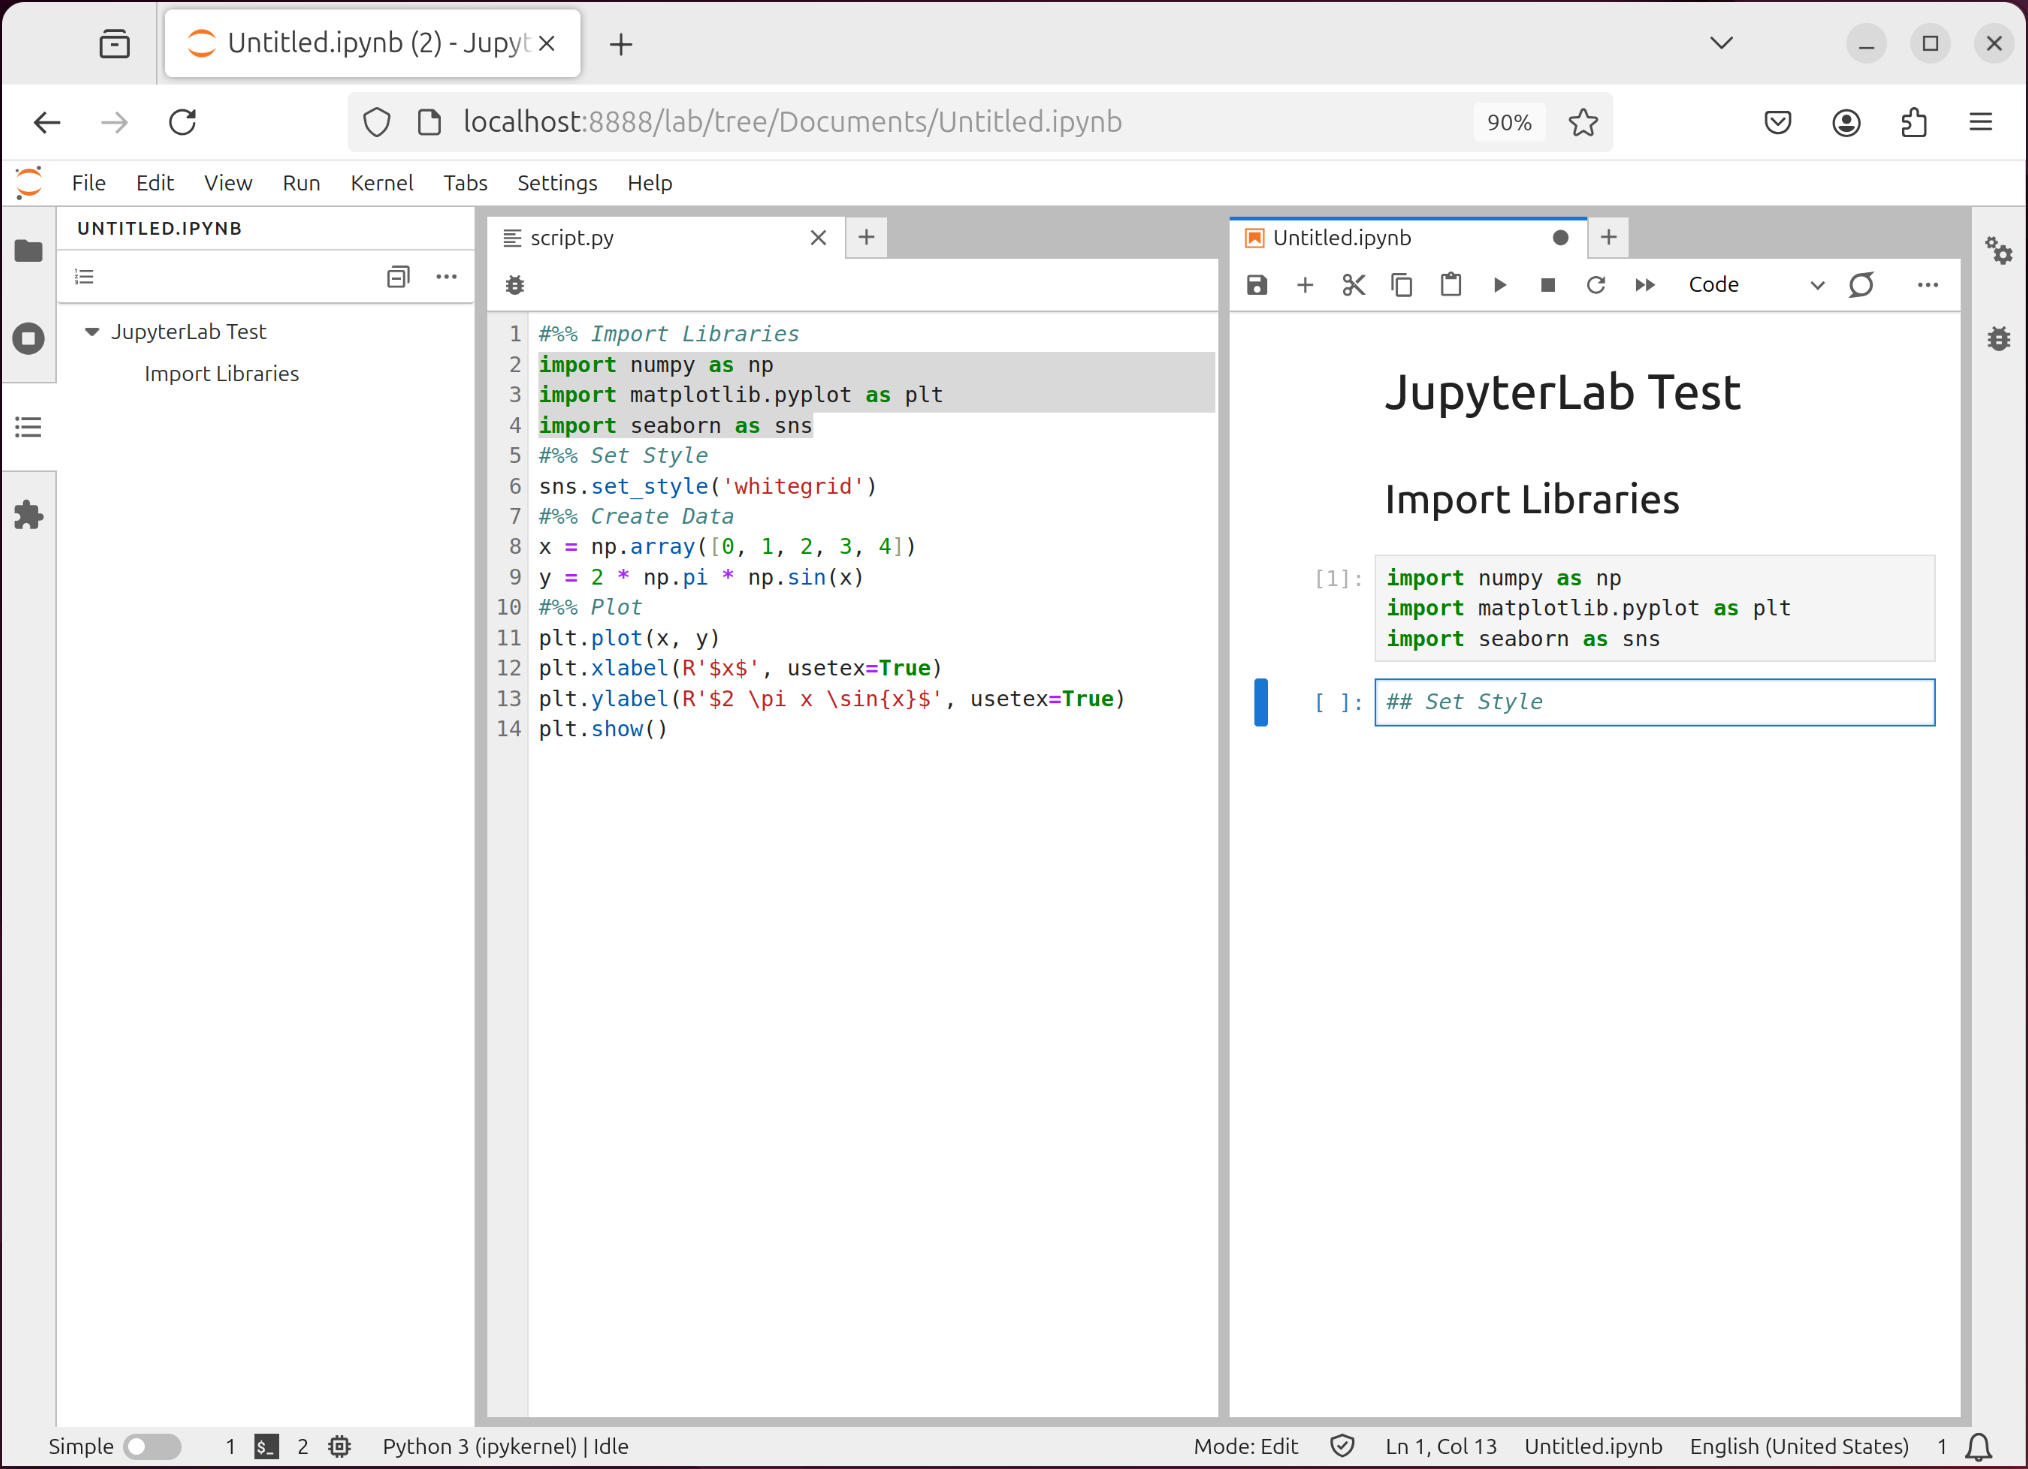 Untitled.ipynb (2) - Jupyt
localhost:8888/lab/tree/Documents/Untitled.ipynb
90%
File Edit View Run Kernel Tabs Settings Help
UNTITLED.IPYNB
JupyterLab Test
Import Libraries
script.py
1 #%% Import Libraries
2 import numpy as np
3 import matplotlib.pyplot as plt
4 import seaborn as sns
5 #%% Set Style
6 sns.set_style('whitegrid')
7 #%% Create Data
8 x = np.array([0, 1, 2, 3, 4])
9 y = 2 * np.pi * np.sin(x)
10 #%% Plot
11 plt.plot(x, y)
12 plt.xlabel(R'$x$', usetex=True)
13 plt.ylabel(R'$2 \pi x \sin{x}$', usetex=True)
14 plt.show()
Untitled.ipynb
Code
JupyterLab Test
Import Libraries
[1]: import numpy as np
import matplotlib.pyplot as plt
import seaborn as sns
[ ]: ## Set Style
Simple 1 $_ 2 Python 3 (ipykernel) | Idle Mode: Edit Ln 1, Col 13 Untitled.ipynb English (United States) 1